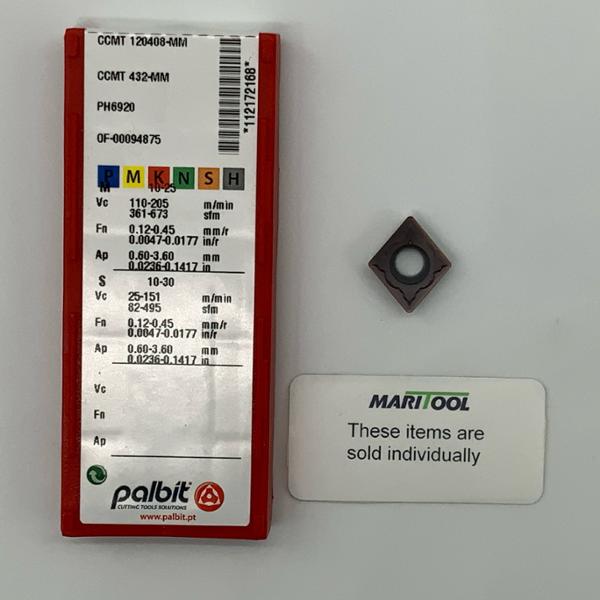 CCMT 120408-MM
CCMT 432-MM
PH6920
OF-00094875
*112172168*
P M K N S H
M 10-25
Vc 110-205 m/min
361-673 sfm
Fn 0.12-0.45 mm/r
0.0047-0.0177 in/r
Ap 0.60-3.60 mm
0.0236-0.1417 in
S 10-30
Vc 25-151 m/min
82-495 sfm
Fn 0.12-0.45 mm/r
0.0047-0.0177 in/r
Ap 0.60-3.60 mm
0.0236-0.1417 in
Vc
Fn
Ap
palbit
CUTTING TOOLS SOLUTIONS
www.palbit.pt
MARITOOL
These items are
sold individually